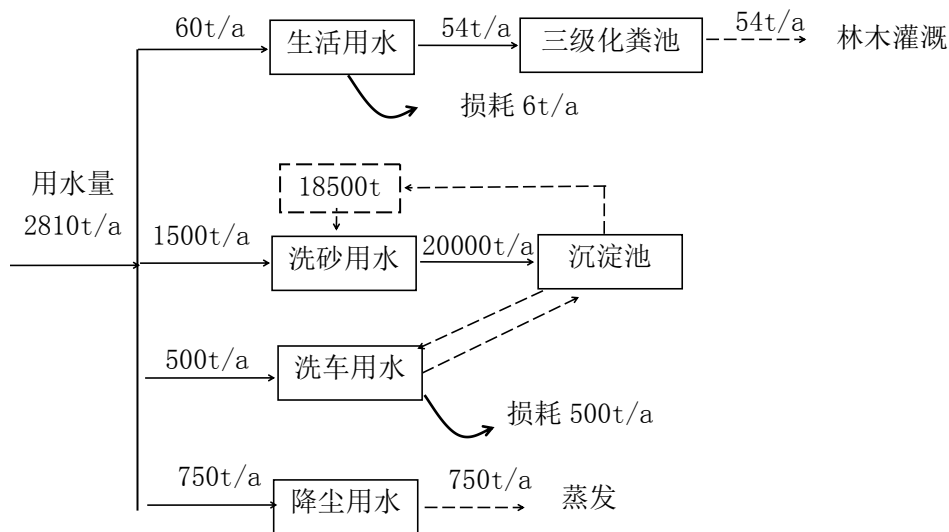 60t/a
生活用水
54t/a
三级化粪池
54t/a
林木灌溉
损耗 6t/a
用水量
2810t/a
18500t
1500t/a
洗砂用水
20000t/a
沉淀池
500t/a
洗车用水
损耗 500t/a
750t/a
降尘用水
750t/a
蒸发